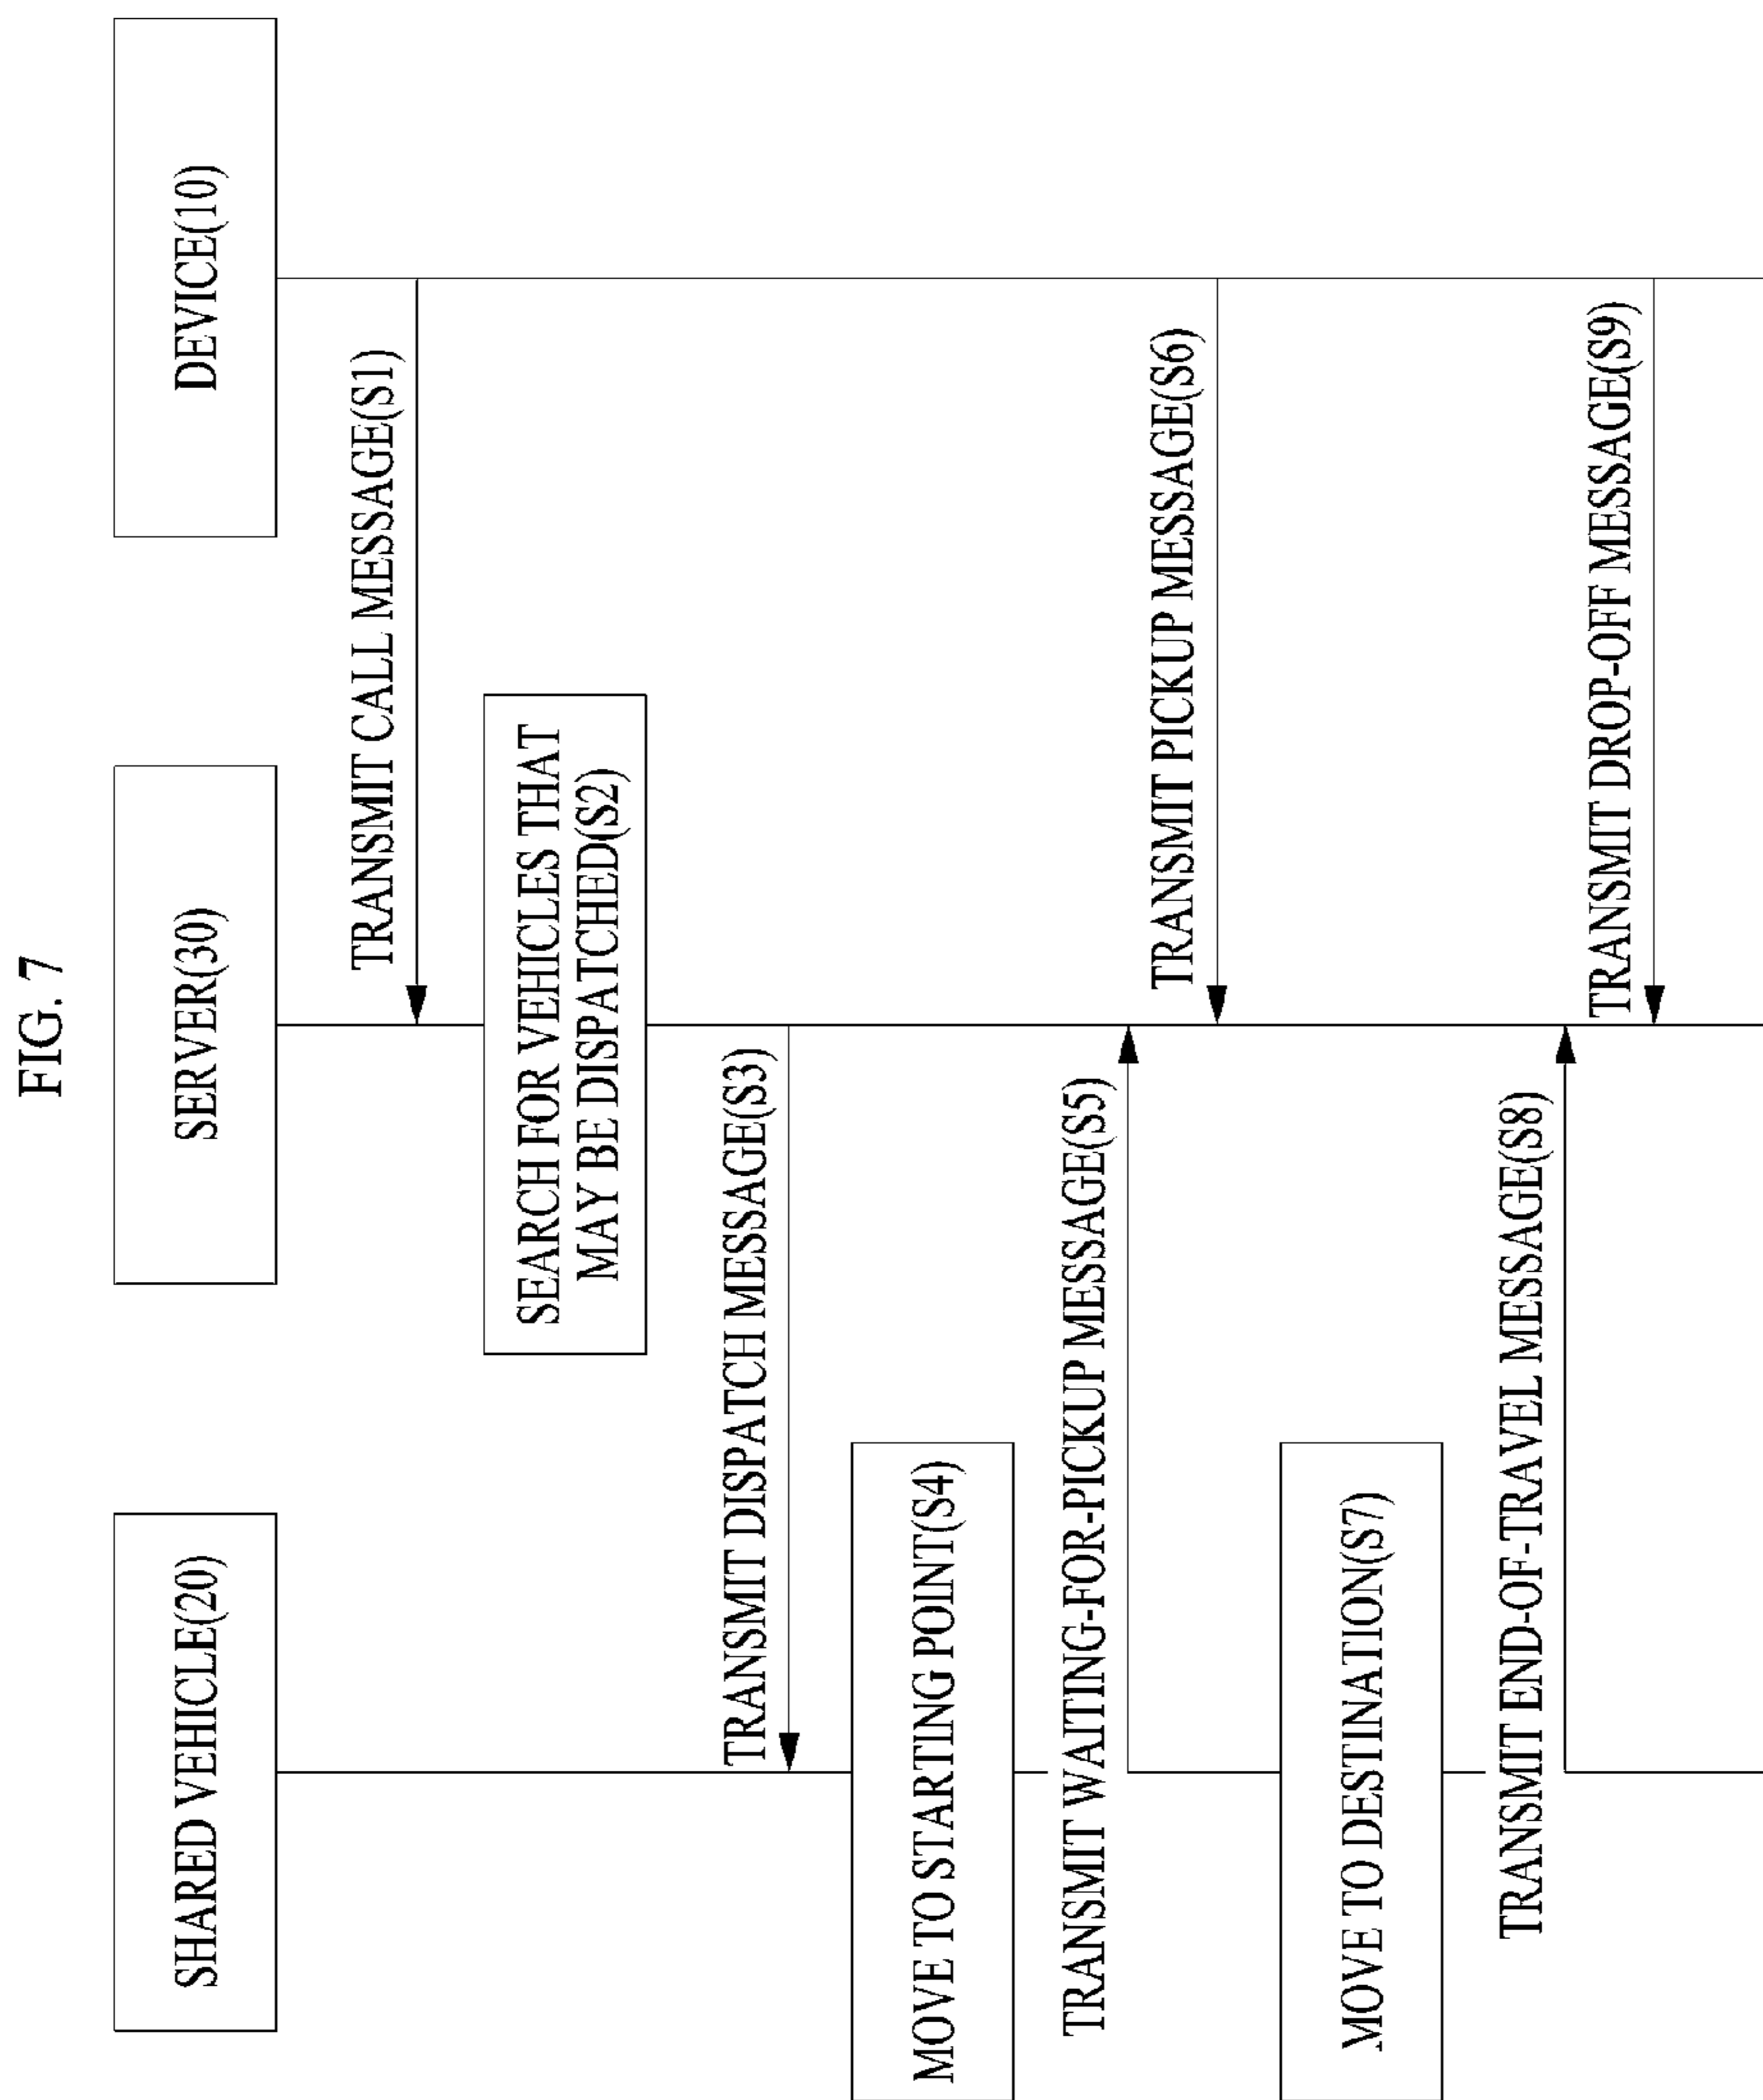 FIG. 7
SHARED VEHICLE(20)
SERVER(30)
DEVICE(10)
TRANSMIT CALL MESSAGE(S1)
SEARCH FOR VEHICLES THAT
MAY BE DISPATCHED(S2)
TRANSMIT DISPATCH MESSAGE(S3)
MOVE TO STARTING POINT(S4)
TRANSMIT WAITING-FOR-PICKUP MESSAGE(S5)
TRANSMIT PICKUP MESSAGE(S6)
MOVE TO DESTINATION(S7)
TRANSMIT END-OF-TRAVEL MESSAGE(S8)
TRANSMIT DROP-OFF MESSAGE(S9)